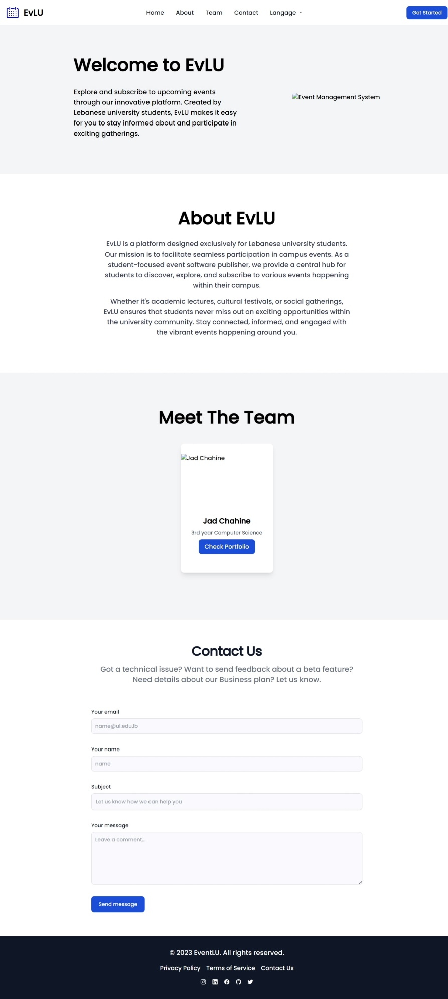 EvLU
Home About Team Contact Langage
Get Started
Welcome to EvLU
Explore and subscribe to upcoming events
through our innovative platform. Created by
Lebanese university students, EvLU makes it easy
for you to stay informed about and participate in
exciting gatherings.
Event Management System
About EvLU
EvLU is a platform designed exclusively for Lebanese university students.
Our mission is to facilitate seamless participation in campus events. As a
student-focused event software publisher, we provide a central hub for
students to discover, explore, and subscribe to various events happening
within their campus.
Whether it's academic lectures, cultural festivals, or social gatherings,
EvLU ensures that students never miss out on exciting opportunities within
the university community. Stay connected, informed, and engaged with
the vibrant events happening around you.
Meet The Team
Jad Chahine
Jad Chahine
3rd year Computer Science
Check Portfolio
Contact Us
Got a technical issue? Want to send feedback about a beta feature?
Need details about our Business plan? Let us know.
Your email
name@ul.edu.lb
Your name
name
Subject
Let us know how we can help you
Your message
Leave a comment...
Send message
© 2023 EventLU. All rights reserved.
Privacy Policy Terms of Service Contact Us